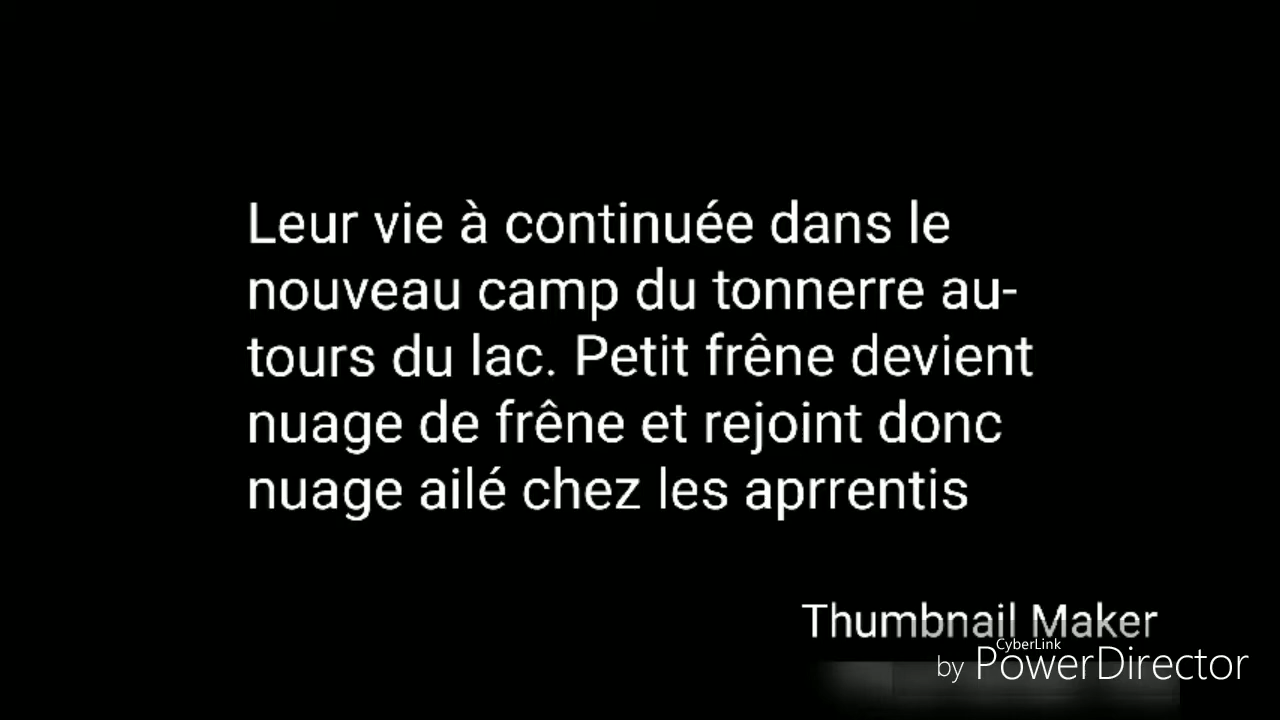 Leur vie à continuée dans le
nouveau camp du tonnerre au-
tours du lac. Petit frêne devient
nuage de frêne et rejoint donc
nuage ailé chez les aprrentis
Thumbnail Maker
CyberLink
by PowerDirector